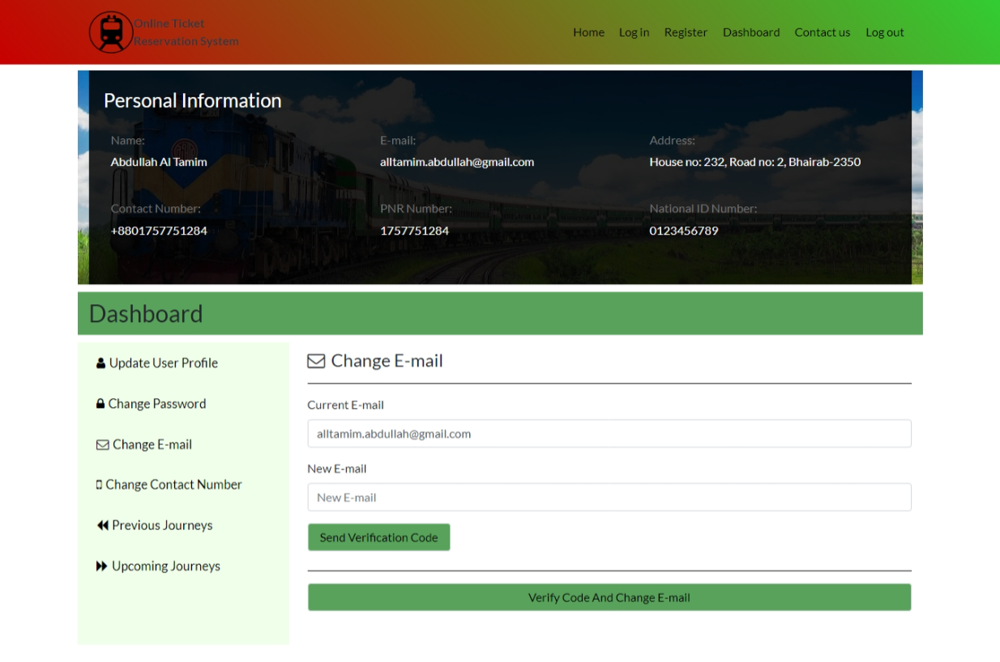 Online Ticket
Reservation System
Home Log in Register Dashboard Contact us Log out
Personal Information
Name: E-mail: Address:
Abdullah Al Tamim alltamim.abdullah@gmail.com House no: 232, Road no: 2, Bhairab-2350
Contact Number: PNR Number: National ID Number:
+8801757751284 1757751284 0123456789
Dashboard
Update User Profile
Change Password
Change E-mail
Change Contact Number
Previous Journeys
Upcoming Journeys
Change E-mail
Current E-mail
alltamim.abdullah@gmail.com
New E-mail
New E-mail
Send Verification Code
Verify Code And Change E-mail